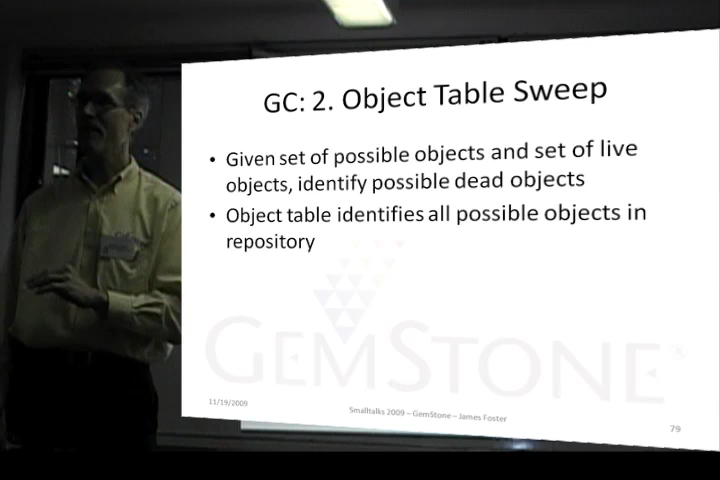 GC: 2. Object Table Sweep
• Given set of possible objects and set of live
objects, identify possible dead objects
• Object table identifies all possible objects in
repository
GEMSTONE
11/19/2009
Smalltalks 2009 – GemStone – James Foster
79